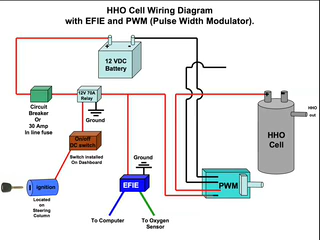 HHO Cell Wiring Diagram
with EFIE and PWM (Pulse Width Modulator).
12 VDC
Battery
Circuit
Breaker
Or
30 Amp
In line fuse
12V 70A
Relay
Ground
HHO
out
HHO
Cell
On/off
DC switch
Switch installed
On Dashboard
Ground
EFIE
PWM
Ignition
Located
on
Steering
Column
To Computer
To Oxygen
Sensor